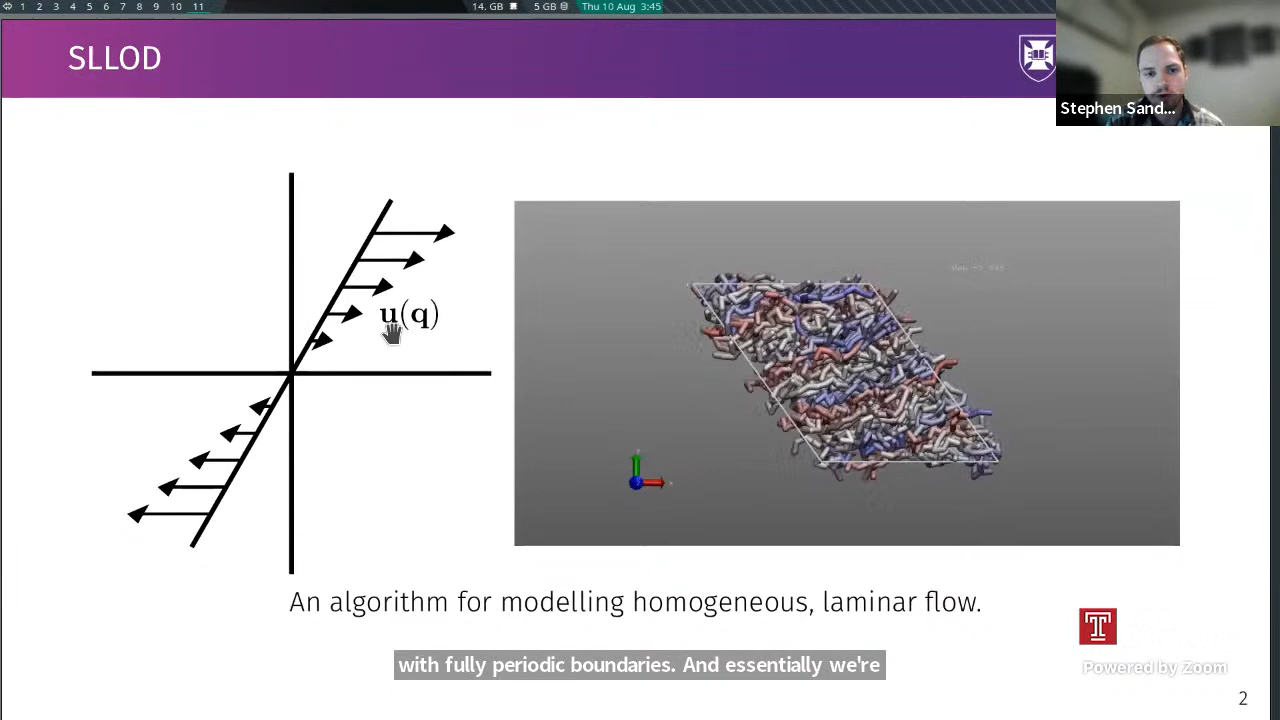 1 2 3 4 5 6 7 8 9 10 11
14. GB 5 GB Thu 10 Aug 3:45
SLLOD
Stephen Sand...
u(q)
An algorithm for modelling homogeneous, laminar flow.
T
with fully periodic boundaries. And essentially we're
Powered by Zoom
2